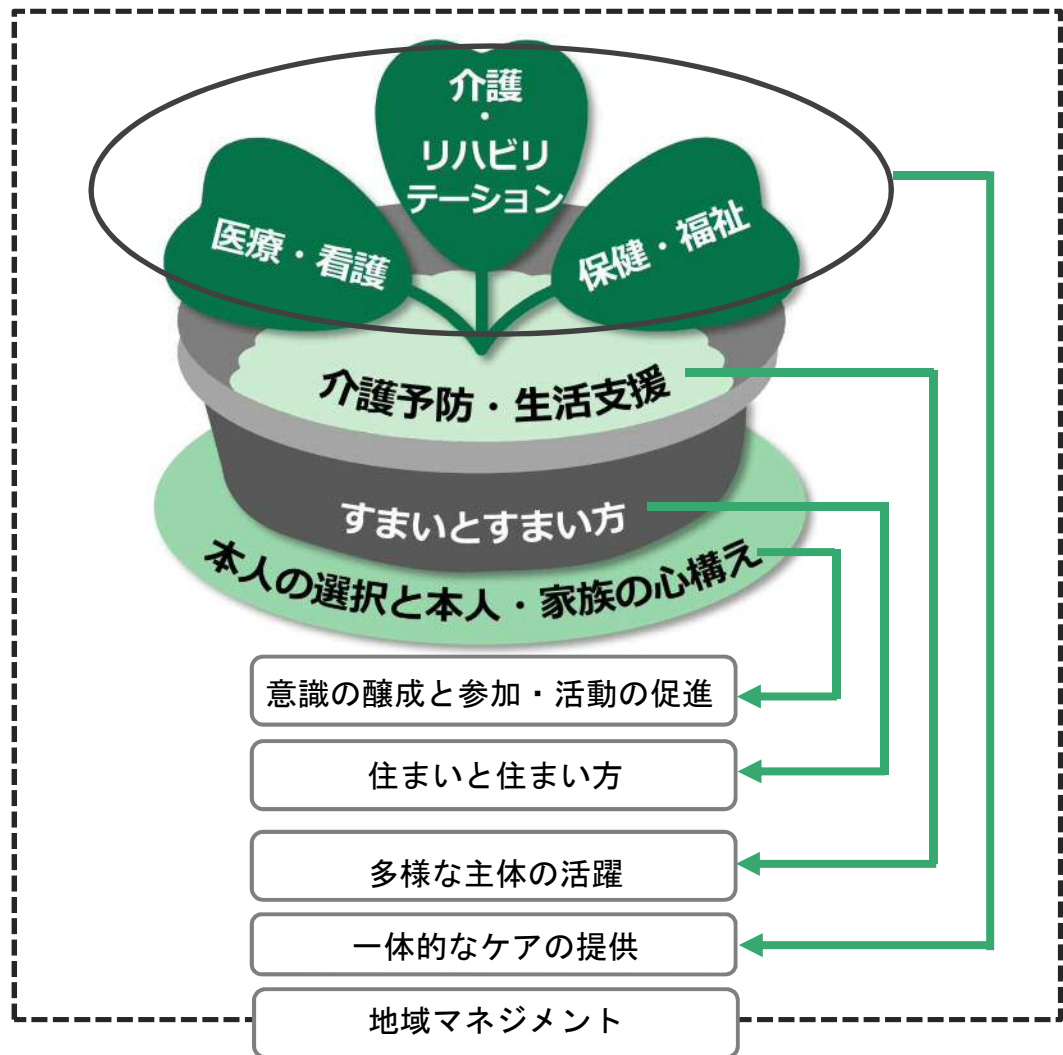 介護
・
リハビリ
テーション
医療・看護
保健・福祉
介護予防・生活支援
すまいとすまい方
本人の選択と本人・家族の心構え
意識の醸成と参加・活動の促進
住まいと住まい方
多様な主体の活躍
一体的なケアの提供
地域マネジメント